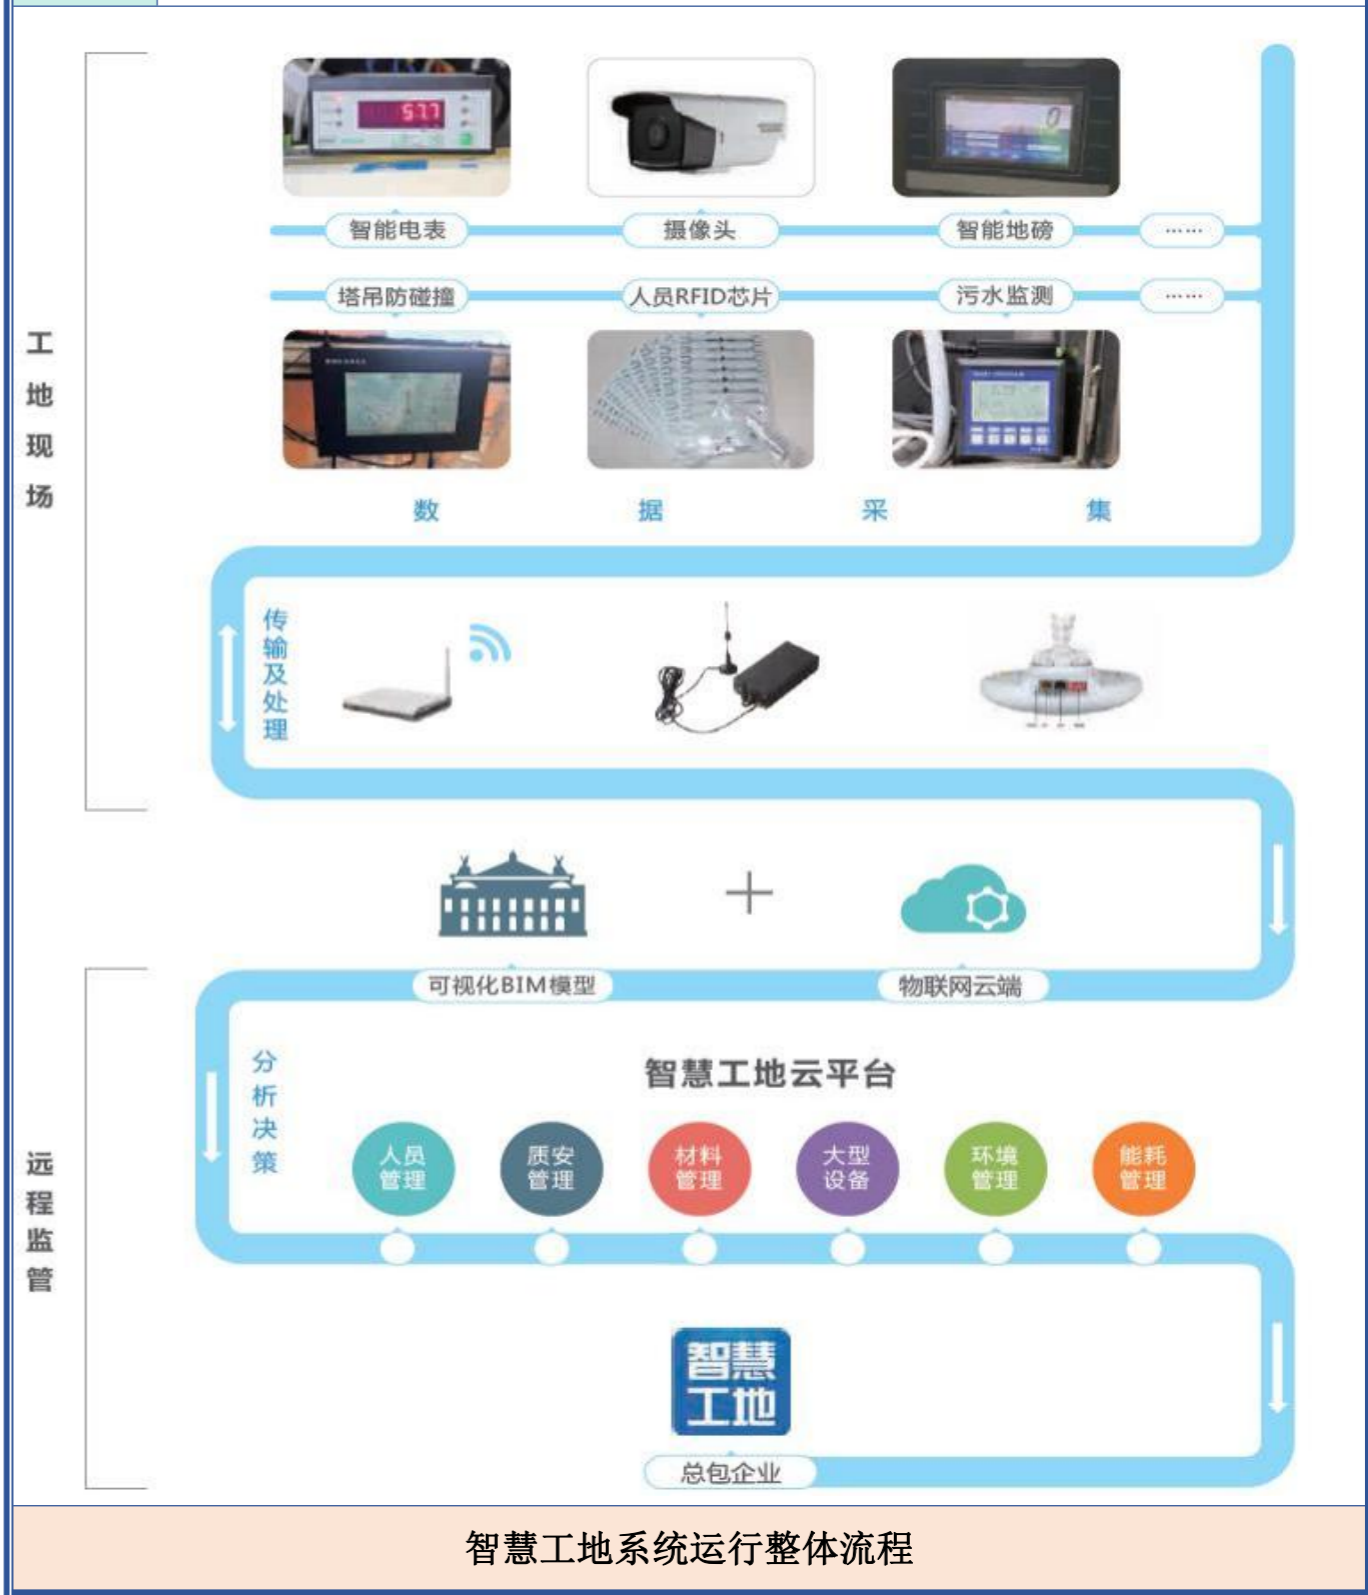 智能电表
摄像头
智能地磅
……
塔吊防碰撞
人员RFID芯片
污水监测
……
工地现场
57.7
0
数据采集
传输及处理
可视化BIM模型
物联网云端
远程监管
分析决策
智慧工地云平台
人员
管理
质安
管理
材料
管理
大型
设备
环境
管理
能耗
管理
智慧
工地
总包企业
智慧工地系统运行整体流程